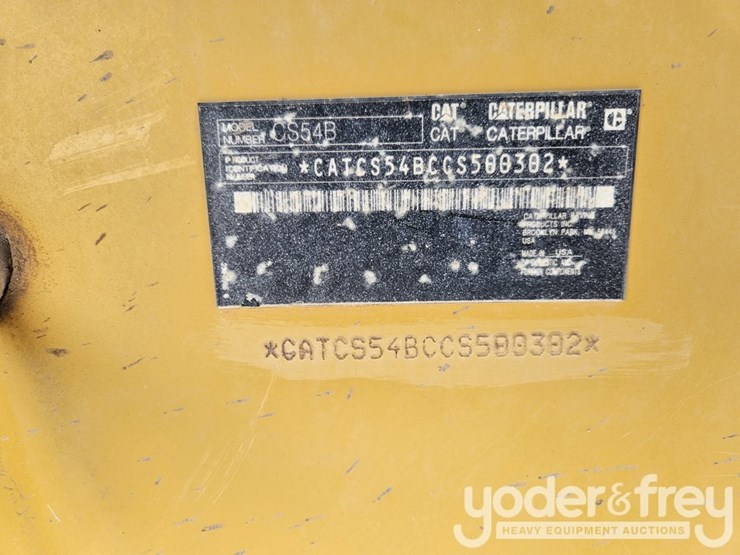 CAT® CATERPILLAR®
CAT CATERPILLAR
MODEL NUMBER CS54B
PRODUCT
IDENTIFICATION
NUMBER
*CATCS54BCCS500302*
CATERPILLAR PAVING
PRODUCTS INC.
BROOKLYN PARK, MN
USA
MADE IN USA
COMPONENTS
*CATCS54BCCS500302*
yoder&frey
HEAVY EQUIPMENT AUCTIONS